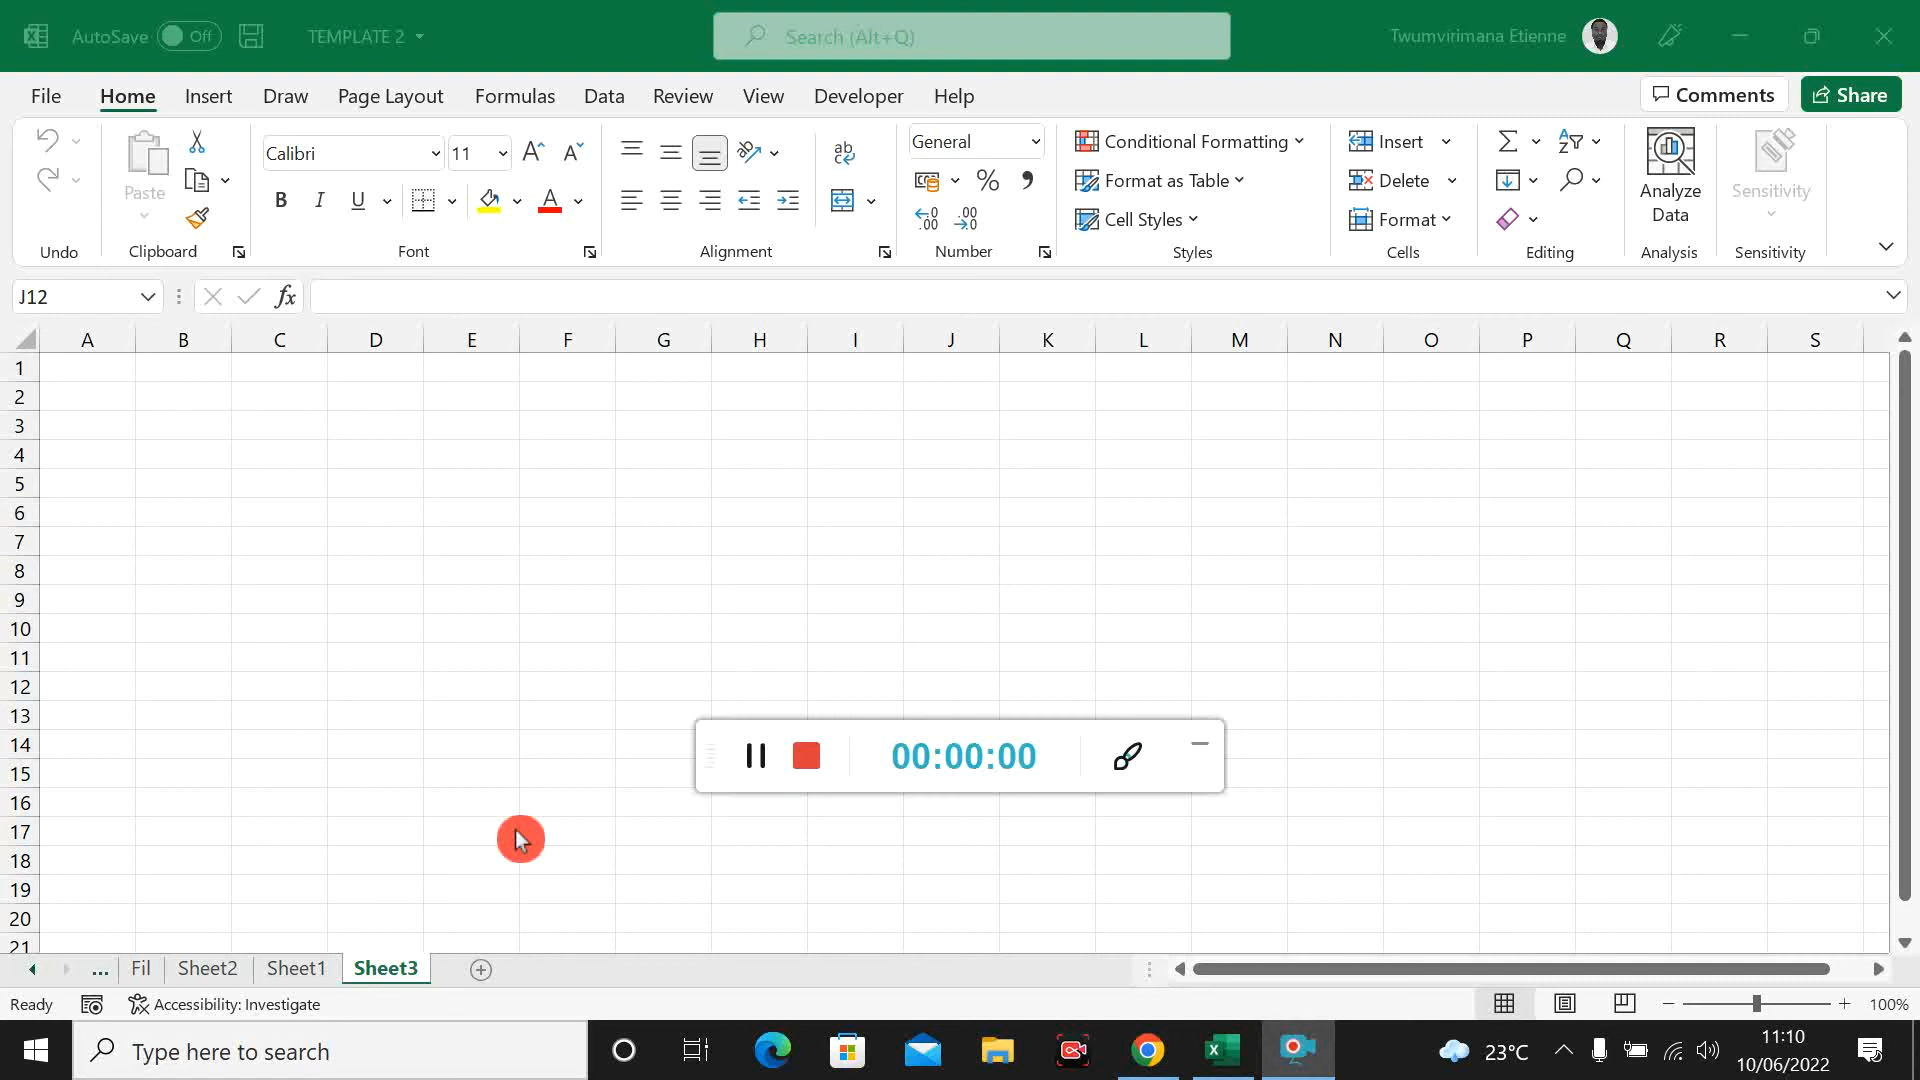 AutoSave Off TEMPLATE 2 Search (Alt+Q) Twumvirimana Etienne
File Home Insert Draw Page Layout Formulas Data Review View Developer Help Comments Share
Paste
Calibri 11
B I U A
ab
General
% ,
Conditional Formatting
Format as Table
Cell Styles
Insert
Delete
Format
Analyze
Data
Sensitivity
Undo Clipboard Font Alignment Number Styles Cells Editing Analysis Sensitivity
J12 fx
A B C D E F G H I J K L M N O P Q R S
1
2
3
4
5
6
7
8
9
10
11
12
13
14
00:00:00
15
16
17
18
19
20
21
... Fil Sheet2 Sheet1 Sheet3
Ready Accessibility: Investigate 100%
Type here to search 23°C 11:10
10/06/2022